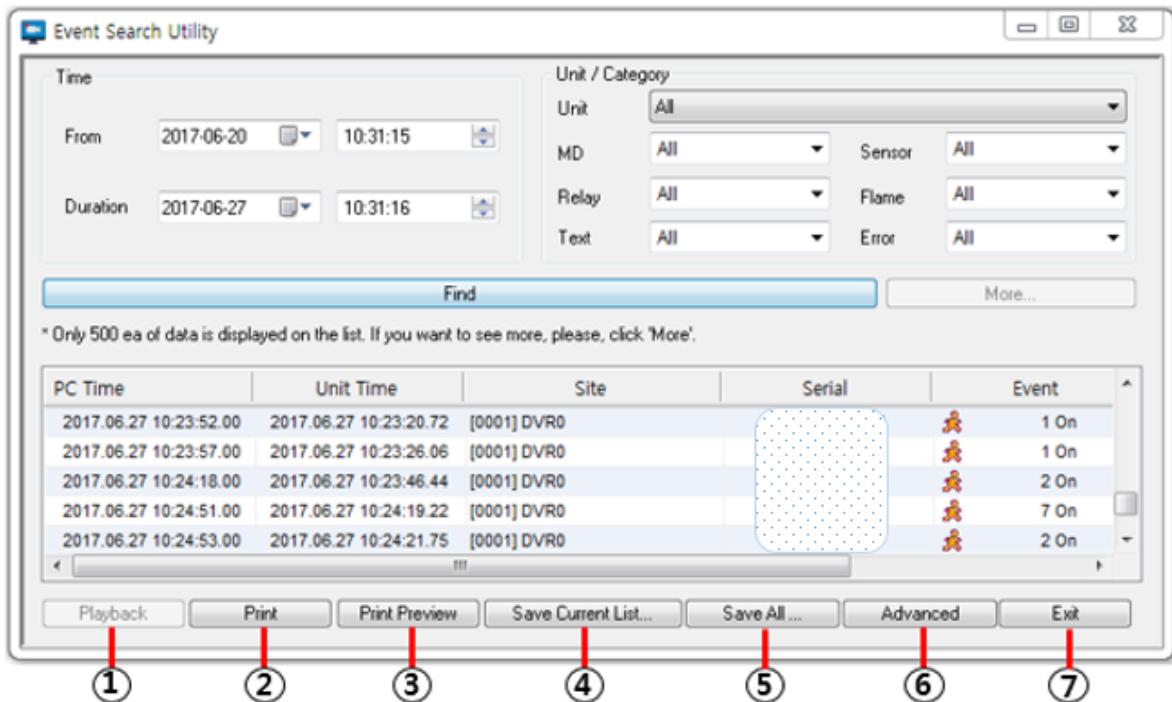 Event Search Utility
Time
Unit / Category
Unit All
From 2017-06-20 10:31:15
MD All Sensor All
Relay All Flame All
Duration 2017-06-27 10:31:16
Text All Error All
Find More...
* Only 500 ea of data is displayed on the list. If you want to see more, please, click 'More'.
PC Time Unit Time Site Serial Event
2017.06.27 10:23:52.00 2017.06.27 10:23:20.72 [0001] DVR0 1 On
2017.06.27 10:23:57.00 2017.06.27 10:23:26.06 [0001] DVR0 1 On
2017.06.27 10:24:18.00 2017.06.27 10:23:46.44 [0001] DVR0 2 On
2017.06.27 10:24:51.00 2017.06.27 10:24:19.22 [0001] DVR0 7 On
2017.06.27 10:24:53.00 2017.06.27 10:24:21.75 [0001] DVR0 2 On
Playback Print Print Preview Save Current List... Save All ... Advanced Exit
① ② ③ ④ ⑤ ⑥ ⑦